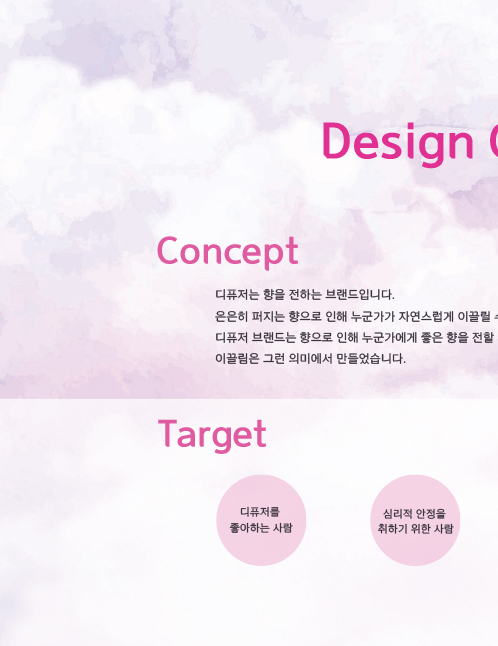 Design
Concept
디퓨저는 향을 전하는 브랜드입니다.
은은히 퍼지는 향으로 인해 누군가가 자연스럽게 이끌릴
디퓨저 브랜드는 향으로 인해 누군가에게 좋은 향을 전할
이끌림은 그런 의미에서 만들었습니다.
Target
디퓨저를
좋아하는 사람
심리적 안정을
취하기 위한 사람